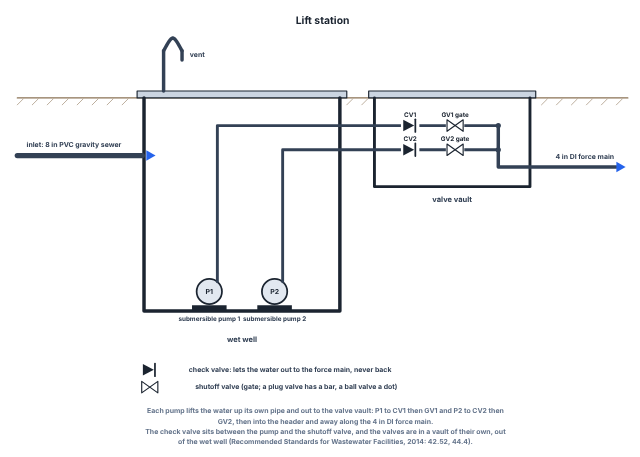 Lift station
vent
CV1
GV1 gate
CV2
GV2 gate
inlet: 8 in PVC gravity sewer
4 in DI force main
valve vault
P1
P2
submersible pump 1
submersible pump 2
wet well
check valve: lets the water out to the force main, never back
shutoff valve (gate; a plug valve has a bar, a ball valve a dot)
Each pump lifts the water up its own pipe and out to the valve vault: P1 to CV1 then GV1 and P2 to CV2 then
GV2, then into the header and away along the 4 in DI force main.
The check valve sits between the pump and the shutoff valve, and the valves are in a vault of their own, out
of the wet well (Recommended Standards for Wastewater Facilities, 2014: 42.52, 44.4).